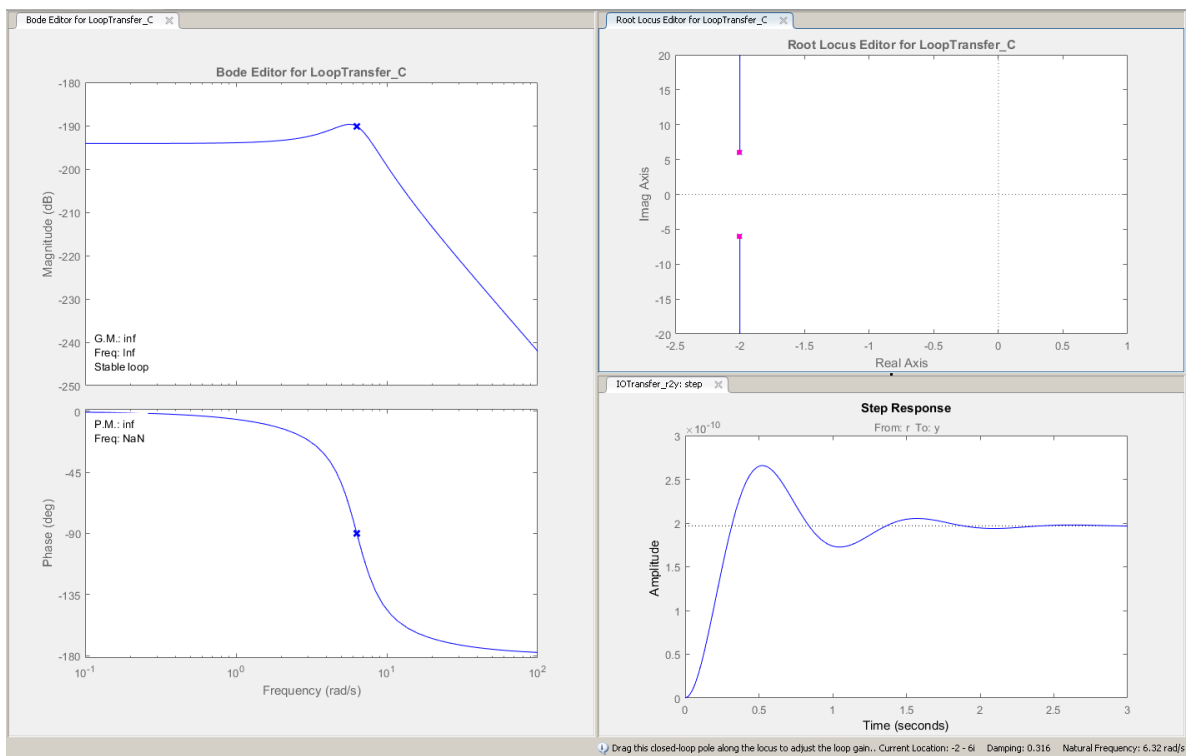 Bode Editor for LoopTransfer_C
Bode Editor for LoopTransfer_C
-180
-190
-200
-210
-220
-230
-240
-250
Magnitude (dB)
G.M.: inf
Freq: Inf
Stable loop
0
-45
-90
-135
-180
Phase (deg)
P.M.: inf
Freq: NaN
10^-1
10^0
10^1
10^2
Frequency (rad/s)
Root Locus Editor for LoopTransfer_C
Root Locus Editor for LoopTransfer_C
20
15
10
5
0
-5
-10
-15
-20
Imag Axis
-2.5
-2
-1.5
-1
-0.5
0
0.5
1
Real Axis
IOTransfer_r2y: step
Step Response
From: r To: y
×10^-10
3
2.5
2
1.5
1
0.5
0
Amplitude
0
0.5
1
1.5
2
2.5
3
Time (seconds)
Drag this closed-loop pole along the locus to adjust the loop gain.. Current Location: -2 - 6i Damping: 0.316 Natural Frequency: 6.32 rad/s